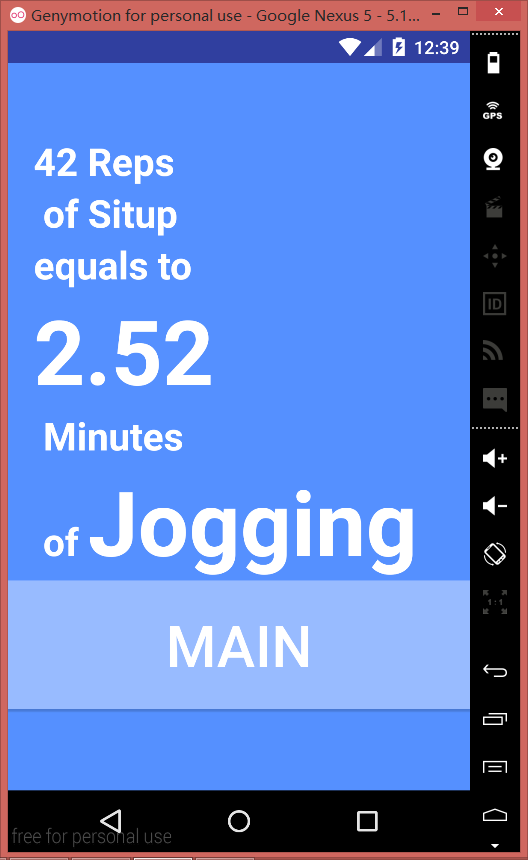 Genymotion for personal use - Google Nexus 5 - 5.1...
12:39
GPS
42 Reps
of Situp
equals to
ID
2.52
Minutes
of Jogging
1:1
MAIN
free for personal use